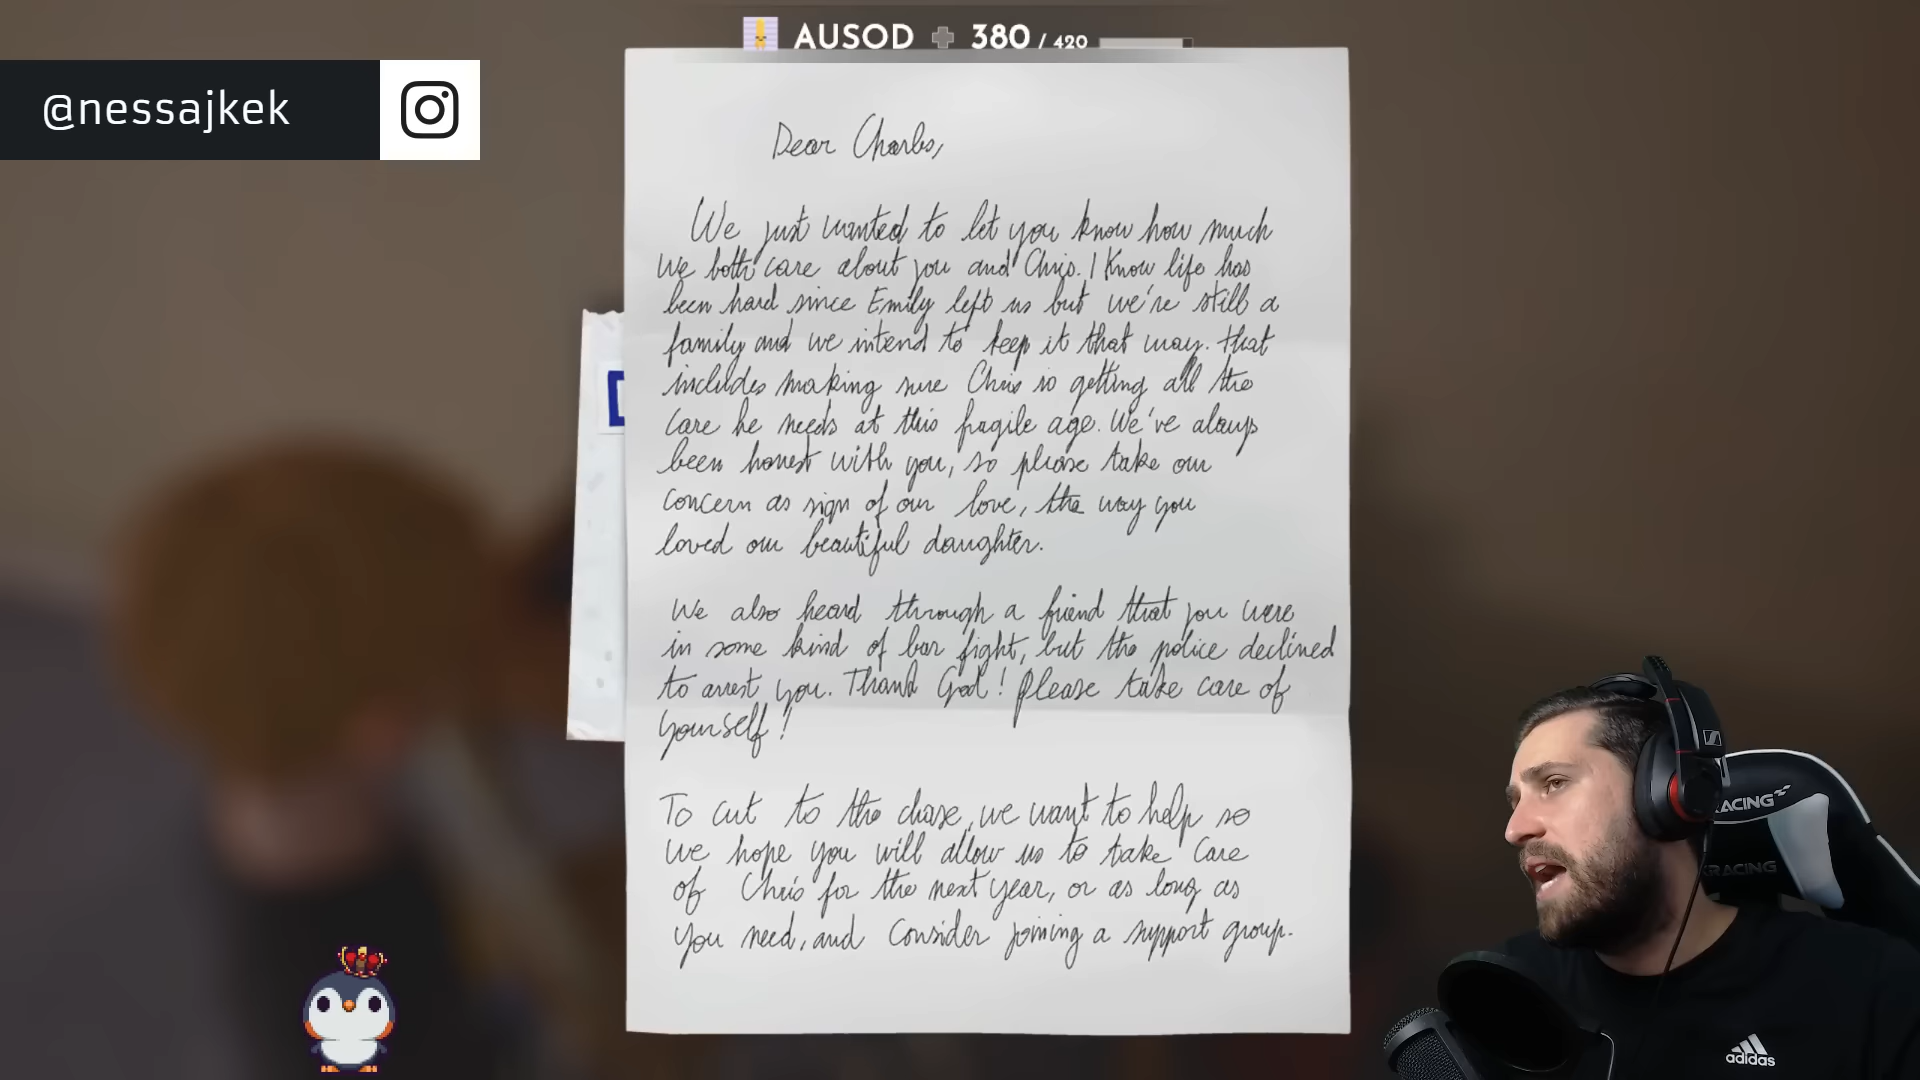 AUSOD 380 / 420
@nessajkek
Dear Charles,
We just wanted to let you know how much
we both care about you and Chris. I Know life has
been hard since Emily left us but we're still a
family and we intend to keep it that way. that
includes making sure Chris is getting all the
care he needs at this fragile age. We've always
been honest with you, so please take our
concern as sign of our love, the way you
loved our beautiful daughter.
We also heard through a friend that you were
in some kind of bar fight, but the police declined
to arrest you. Thank God! please take care of
yourself!
To cut to the chase, we want to help so
we hope you will allow us to take care
of Chris for the next year, or as long as
you need, and consider joining a support group.
RACING
XRACING
adidas